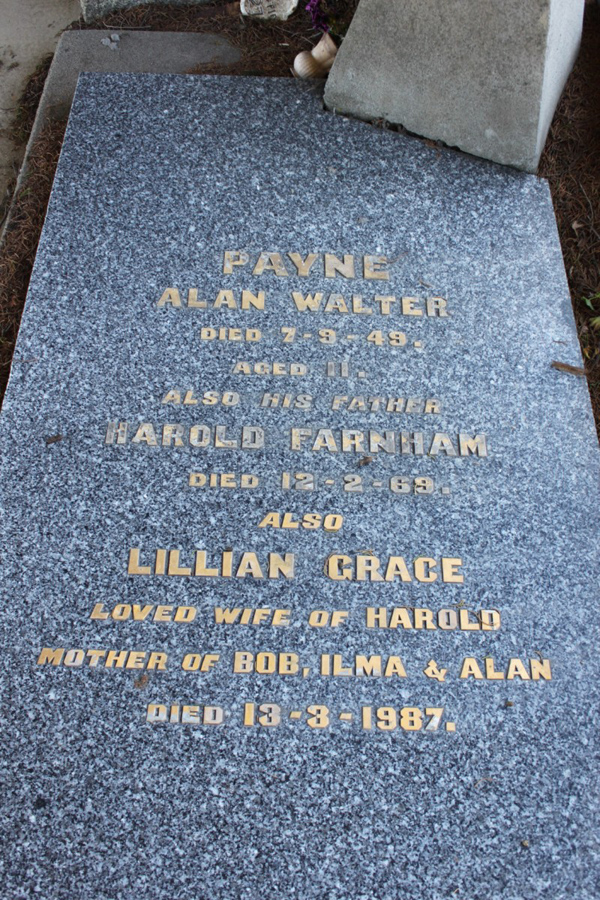 PAYNE
ALAN WALTER
DIED 7-9-49.
AGED 11.
ALSO HIS FATHER
HAROLD FARNHAM
DIED 12-2-69.
ALSO
LILLIAN GRACE
LOVED WIFE OF HAROLD
MOTHER OF BOB, ILMA & ALAN
DIED 13-3-1987.